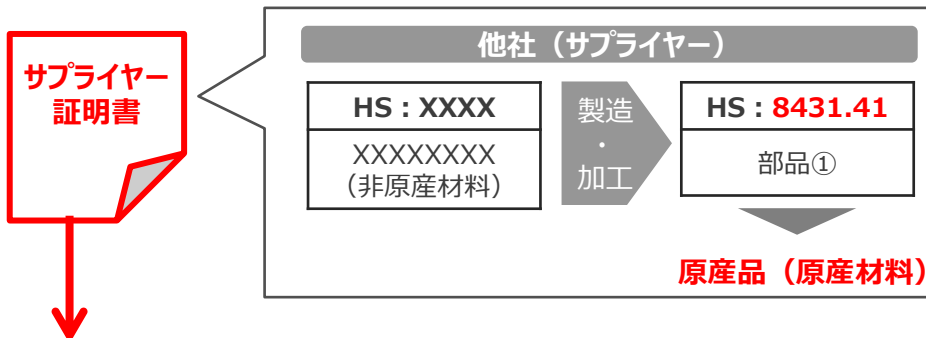 サプライヤー
証明書
他社（サプライヤー）
HS：XXXX
XXXXXXXX
（非原産材料）
製造
・
加工
HS：8431.41
部品①
原産品（原産材料）